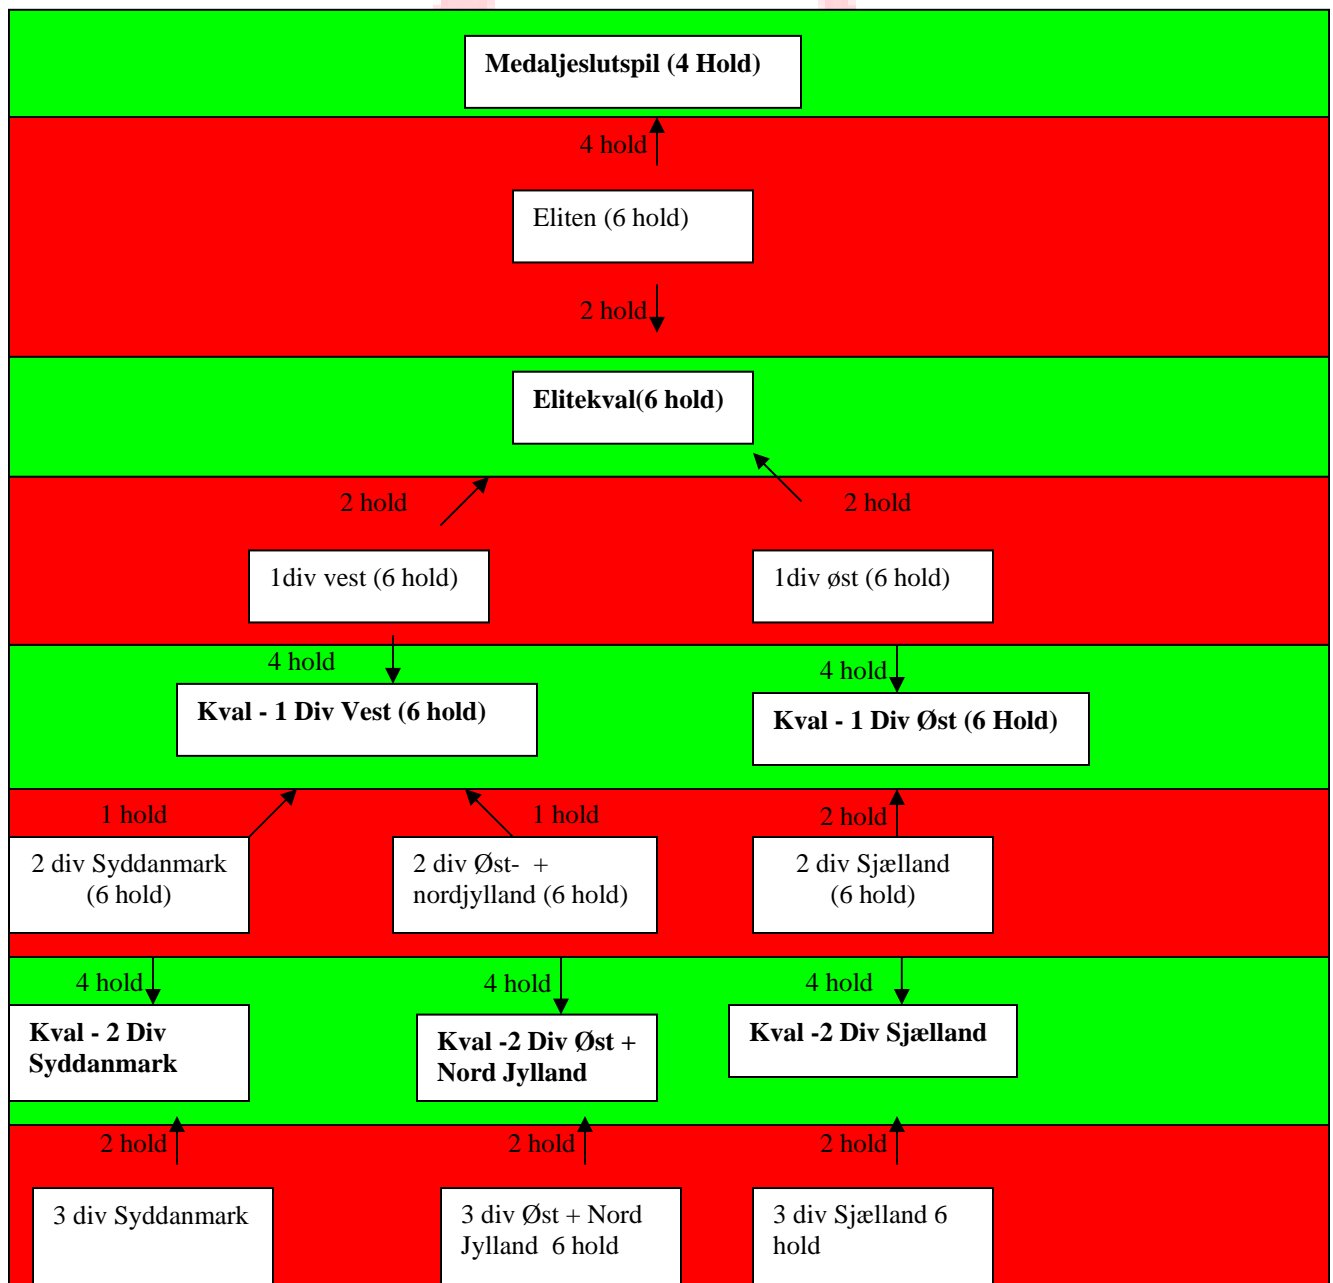 Medaljeslutspil (4 Hold)
4 hold
Eliten (6 hold)
2 hold
Elitekval(6 hold)
2 hold
2 hold
1div vest (6 hold)
1div øst (6 hold)
4 hold
4 hold
Kval - 1 Div Vest (6 hold)
Kval - 1 Div Øst (6 Hold)
1 hold
1 hold
2 hold
2 div Syddanmark
(6 hold)
2 div Øst- +
nordjylland (6 hold)
2 div Sjælland
(6 hold)
4 hold
4 hold
4 hold
Kval - 2 Div
Syddanmark
Kval -2 Div Øst +
Nord Jylland
Kval -2 Div Sjælland
2 hold
2 hold
2 hold
3 div Syddanmark
3 div Øst + Nord
Jylland 6 hold
3 div Sjælland 6
hold